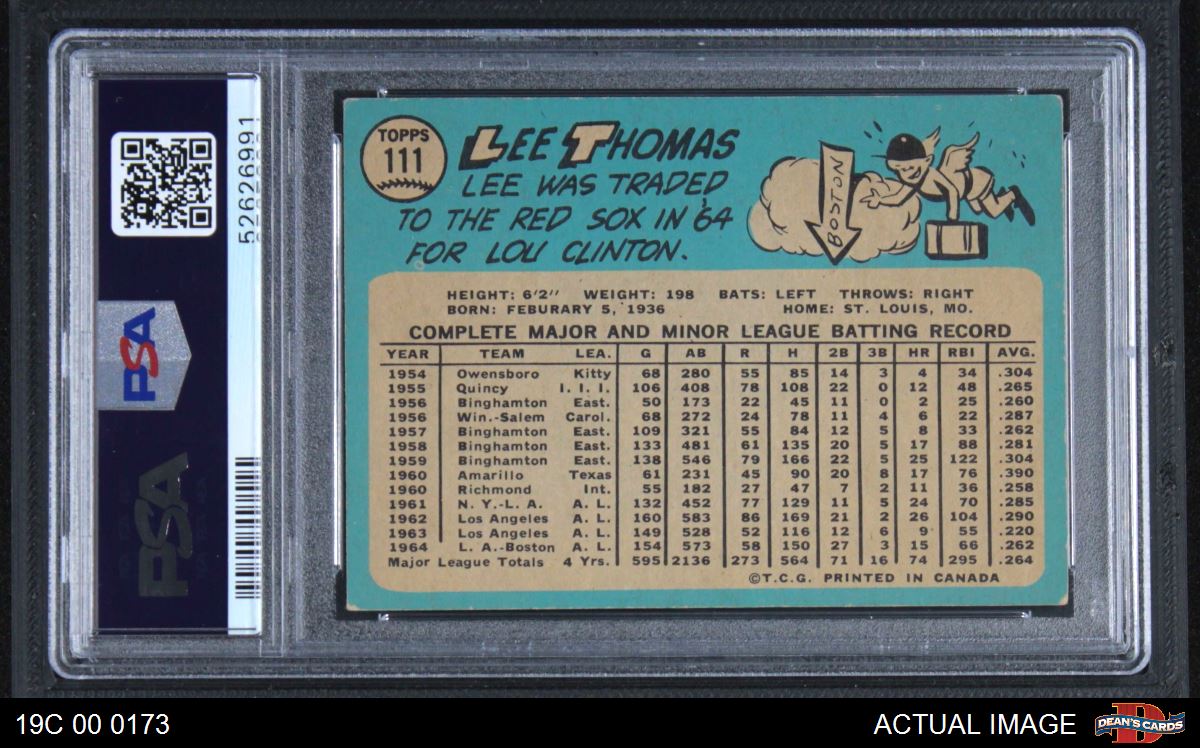 52626991
PSA
PSA
TOPPS
111
LEE THOMAS
LEE WAS TRADED
TO THE RED SOX IN '64
FOR LOU CLINTON.
BOSTON
HEIGHT: 6'2" WEIGHT: 198 BATS: LEFT THROWS: RIGHT
BORN: FEBURARY 5, 1936 HOME: ST. LOUIS, MO.
COMPLETE MAJOR AND MINOR LEAGUE BATTING RECORD
YEAR TEAM LEA. G AB R H 2B 3B HR RBI AVG.
1954 Owensboro Kitty 68 280 55 85 14 3 4 34 .304
1955 Quincy I. I. I. 106 408 78 108 22 0 12 48 .265
1956 Binghamton East. 50 173 22 45 11 0 2 25 .260
1956 Win.-Salem Carol. 68 272 24 78 11 4 6 22 .287
1957 Binghamton East. 109 321 55 84 12 5 8 33 .262
1958 Binghamton East. 133 481 61 135 20 5 17 88 .281
1959 Binghamton East. 138 546 79 166 22 5 25 122 .304
1960 Amarillo Texas 61 231 45 90 20 8 17 76 .390
1960 Richmond Int. 55 182 27 47 7 2 11 36 .258
1961 N. Y.-L. A. A. L. 132 452 77 129 11 5 24 70 .285
1962 Los Angeles A. L. 160 583 86 169 21 2 26 104 .290
1963 Los Angeles A. L. 149 528 52 116 12 6 9 55 .220
1964 L. A.-Boston A. L. 154 573 58 150 27 3 15 66 .262
Major League Totals 4 Yrs. 595 2136 273 564 71 16 74 295 .264
©T.C.G. PRINTED IN CANADA
19C 00 0173
ACTUAL IMAGE
DEAN'S CARDS